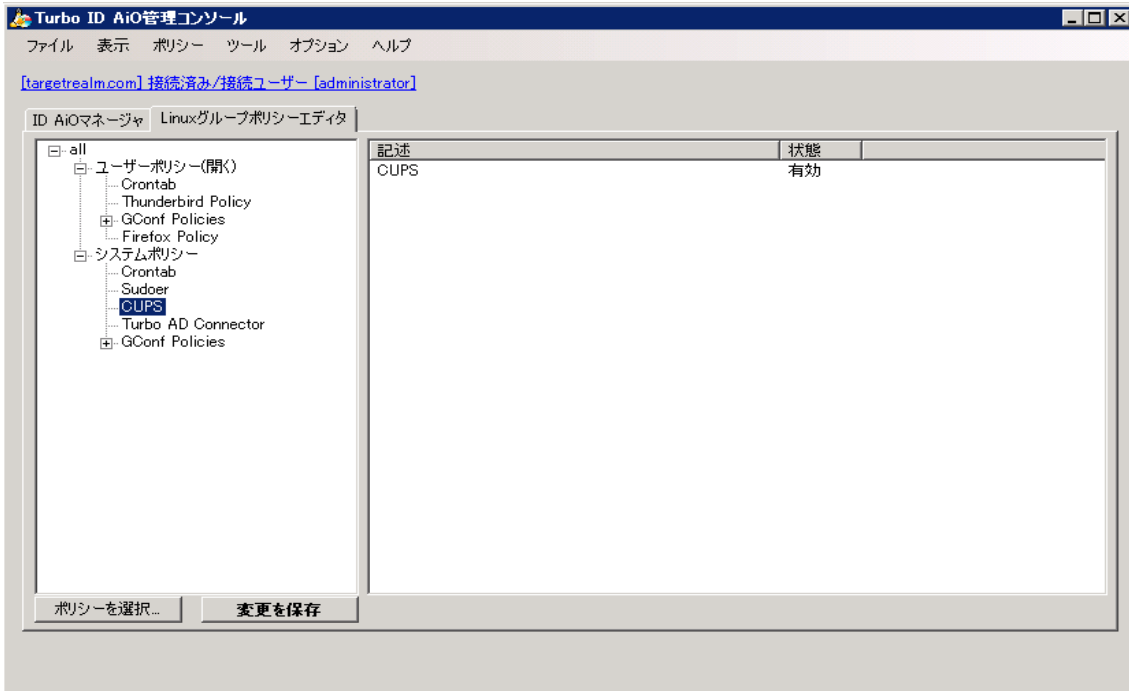 Turbo ID AiO管理コンソール
ファイル 表示 ポリシー ツール オプション ヘルプ
[targetrealm.com] 接続済み/接続ユーザー [administrator]
ID AiOマネージャ Linuxグループポリシーエディタ
all
ユーザーポリシー(開く)
Crontab
Thunderbird Policy
GConf Policies
Firefox Policy
システムポリシー
Crontab
Sudoer
CUPS
Turbo AD Connector
GConf Policies
記述 状態
CUPS 有効
ポリシーを選択... 変更を保存